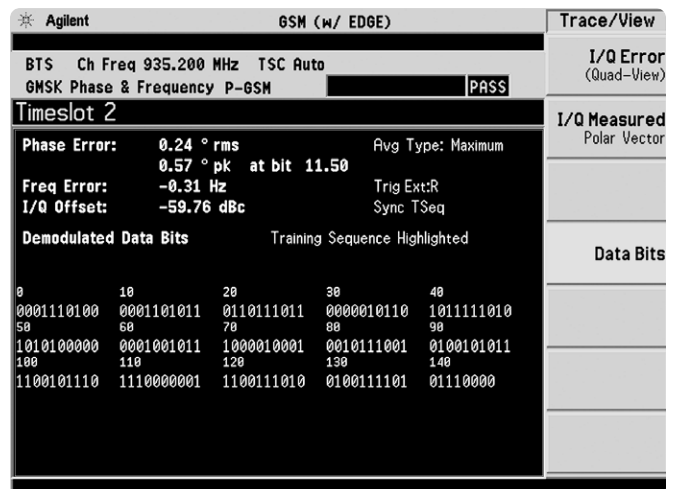 Agilent GSM (w/ EDGE) Trace/View
BTS Ch Freq 935.200 MHz TSC Auto
GMSK Phase & Frequency P-GSM PASS
Timeslot 2
Phase Error: 0.24 ° rms Avg Type: Maximum
0.57 ° pk at bit 11.50
Freq Error: -0.31 Hz Trig Ext:R
I/Q Offset: -59.76 dBc Sync TSeq
Demodulated Data Bits Training Sequence Highlighted
0 10 20 30 40
0001110100 0001101011 0110111011 0000010110 1011111010
50 60 70 80 90
1010100000 0001001011 1000010001 0010111001 0100101011
100 110 120 130 140
1100101110 1110000001 1100111010 0100111101 01110000
I/Q Error
(Quad-View)
I/Q Measured
Polar Vector
Data Bits